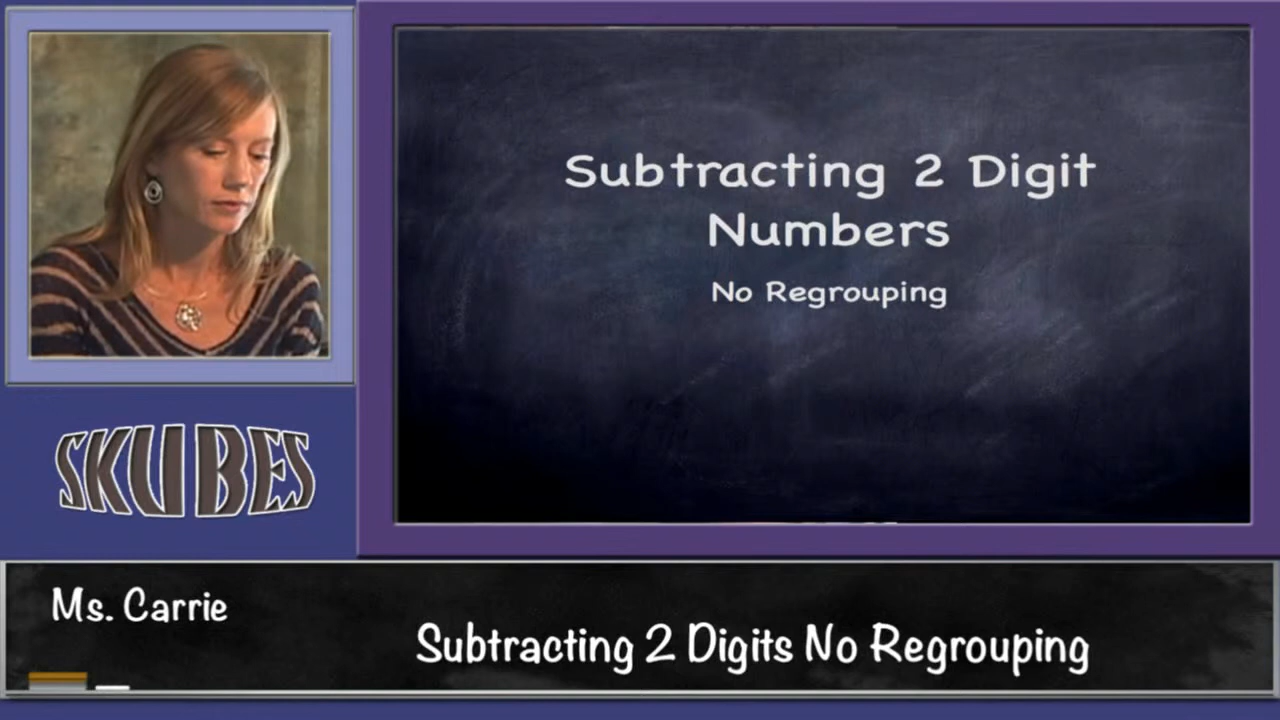 Subtracting 2 Digit
Numbers
No Regrouping
SKUBES
Ms. Carrie
Subtracting 2 Digits No Regrouping